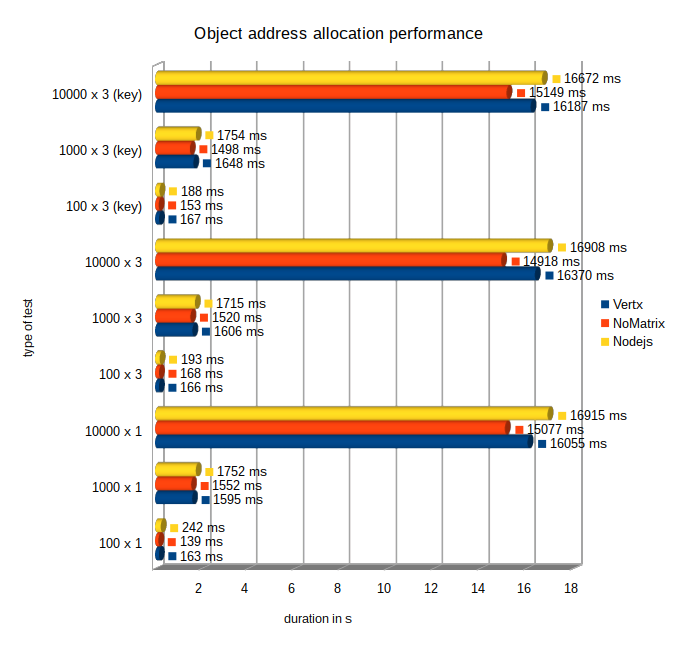 Object address allocation performance
10000 x 3 (key)
16672 ms
15149 ms
16187 ms
1000 x 3 (key)
1754 ms
1498 ms
1648 ms
100 x 3 (key)
188 ms
153 ms
167 ms
10000 x 3
16908 ms
14918 ms
16370 ms
1000 x 3
1715 ms
1520 ms
1606 ms
100 x 3
193 ms
168 ms
166 ms
10000 x 1
16915 ms
15077 ms
16055 ms
1000 x 1
1752 ms
1552 ms
1595 ms
100 x 1
242 ms
139 ms
163 ms
type of test
Vertx
NoMatrix
Nodejs
2 4 6 8 10 12 14 16 18
duration in s